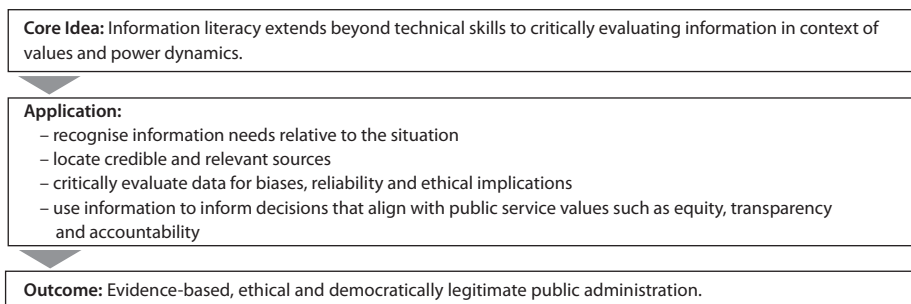 Core Idea: Information literacy extends beyond technical skills to critically evaluating information in context of
values and power dynamics.
Application:
– recognise information needs relative to the situation
– locate credible and relevant sources
– critically evaluate data for biases, reliability and ethical implications
– use information to inform decisions that align with public service values such as equity, transparency
and accountability
Outcome: Evidence-based, ethical and democratically legitimate public administration.